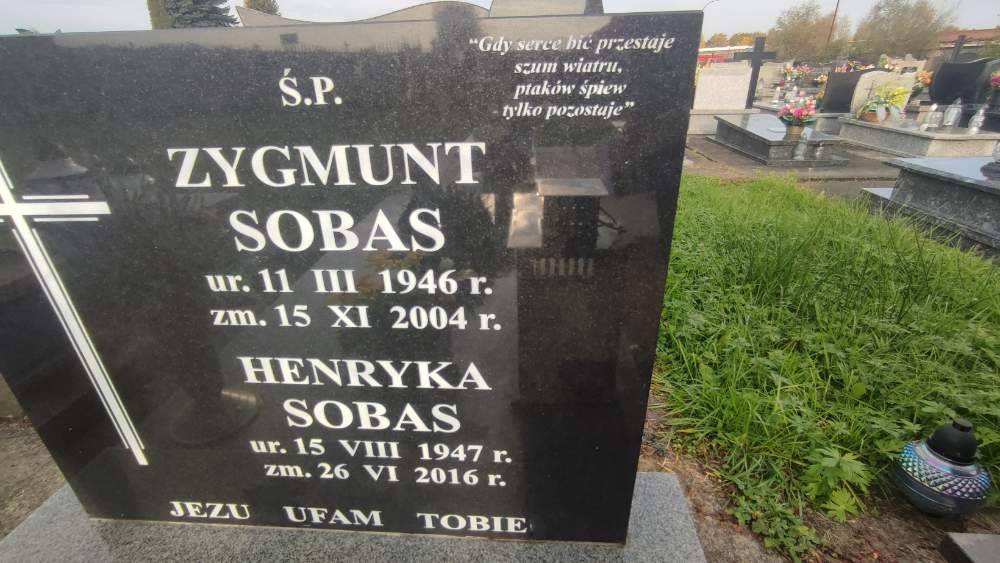 "Gdy serce bić przestaje
szum wiatru,
ptaków śpiew
tylko pozostaje"
Ś.P.
ZYGMUNT
SOBAS
ur. 11 III 1946 r.
zm. 15 XI 2004 r.
HENRYKA
SOBAS
ur. 15 VIII 1947 r.
zm. 26 VI 2016 r.
JEZU UFAM TOBIE